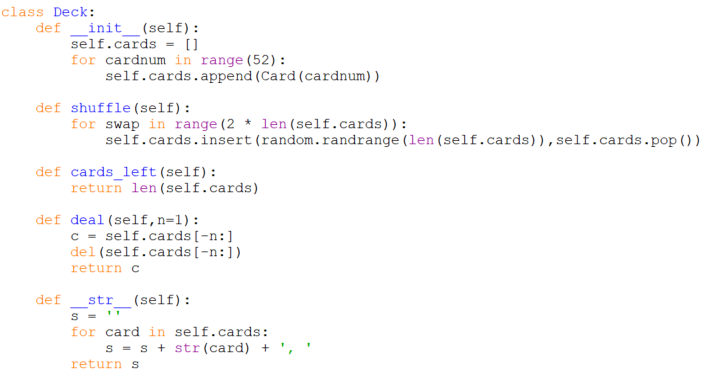 class Deck:
    def __init__(self):
        self.cards = []
        for cardnum in range(52):
            self.cards.append(Card(cardnum))

    def shuffle(self):
        for swap in range(2 * len(self.cards)):
            self.cards.insert(random.randrange(len(self.cards)),self.cards.pop())

    def cards_left(self):
        return len(self.cards)

    def deal(self,n=1):
        c = self.cards[-n:]
        del(self.cards[-n:])
        return c

    def __str__(self):
        s = ''
        for card in self.cards:
            s = s + str(card) + ', '
        return s